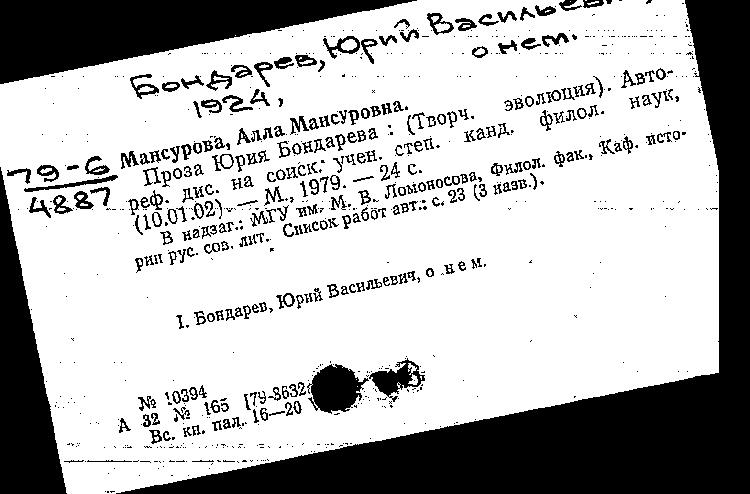 Бондарев, Юрий Васильевич,
1924, о нем.
79-6
4887
Мансурова, Алла Мансуровна.
Проза Юрия Бондарева : (Творч. эволюция). Авто-
реф. дис. на соиск. учен. степ. канд. филол. наук,
(10.01.02). — М., 1979. — 24 с.
В надзаг.: МГУ им. М. В. Ломоносова, Филол. фак., Каф. исто-
рии рус. сов. лит. Список работ авт.: с. 23 (3 назв.).
I. Бондарев, Юрий Васильевич, о нем.
№ 10394
А 32 № 165 [79-8632
Вс. кн. пал. 16—20